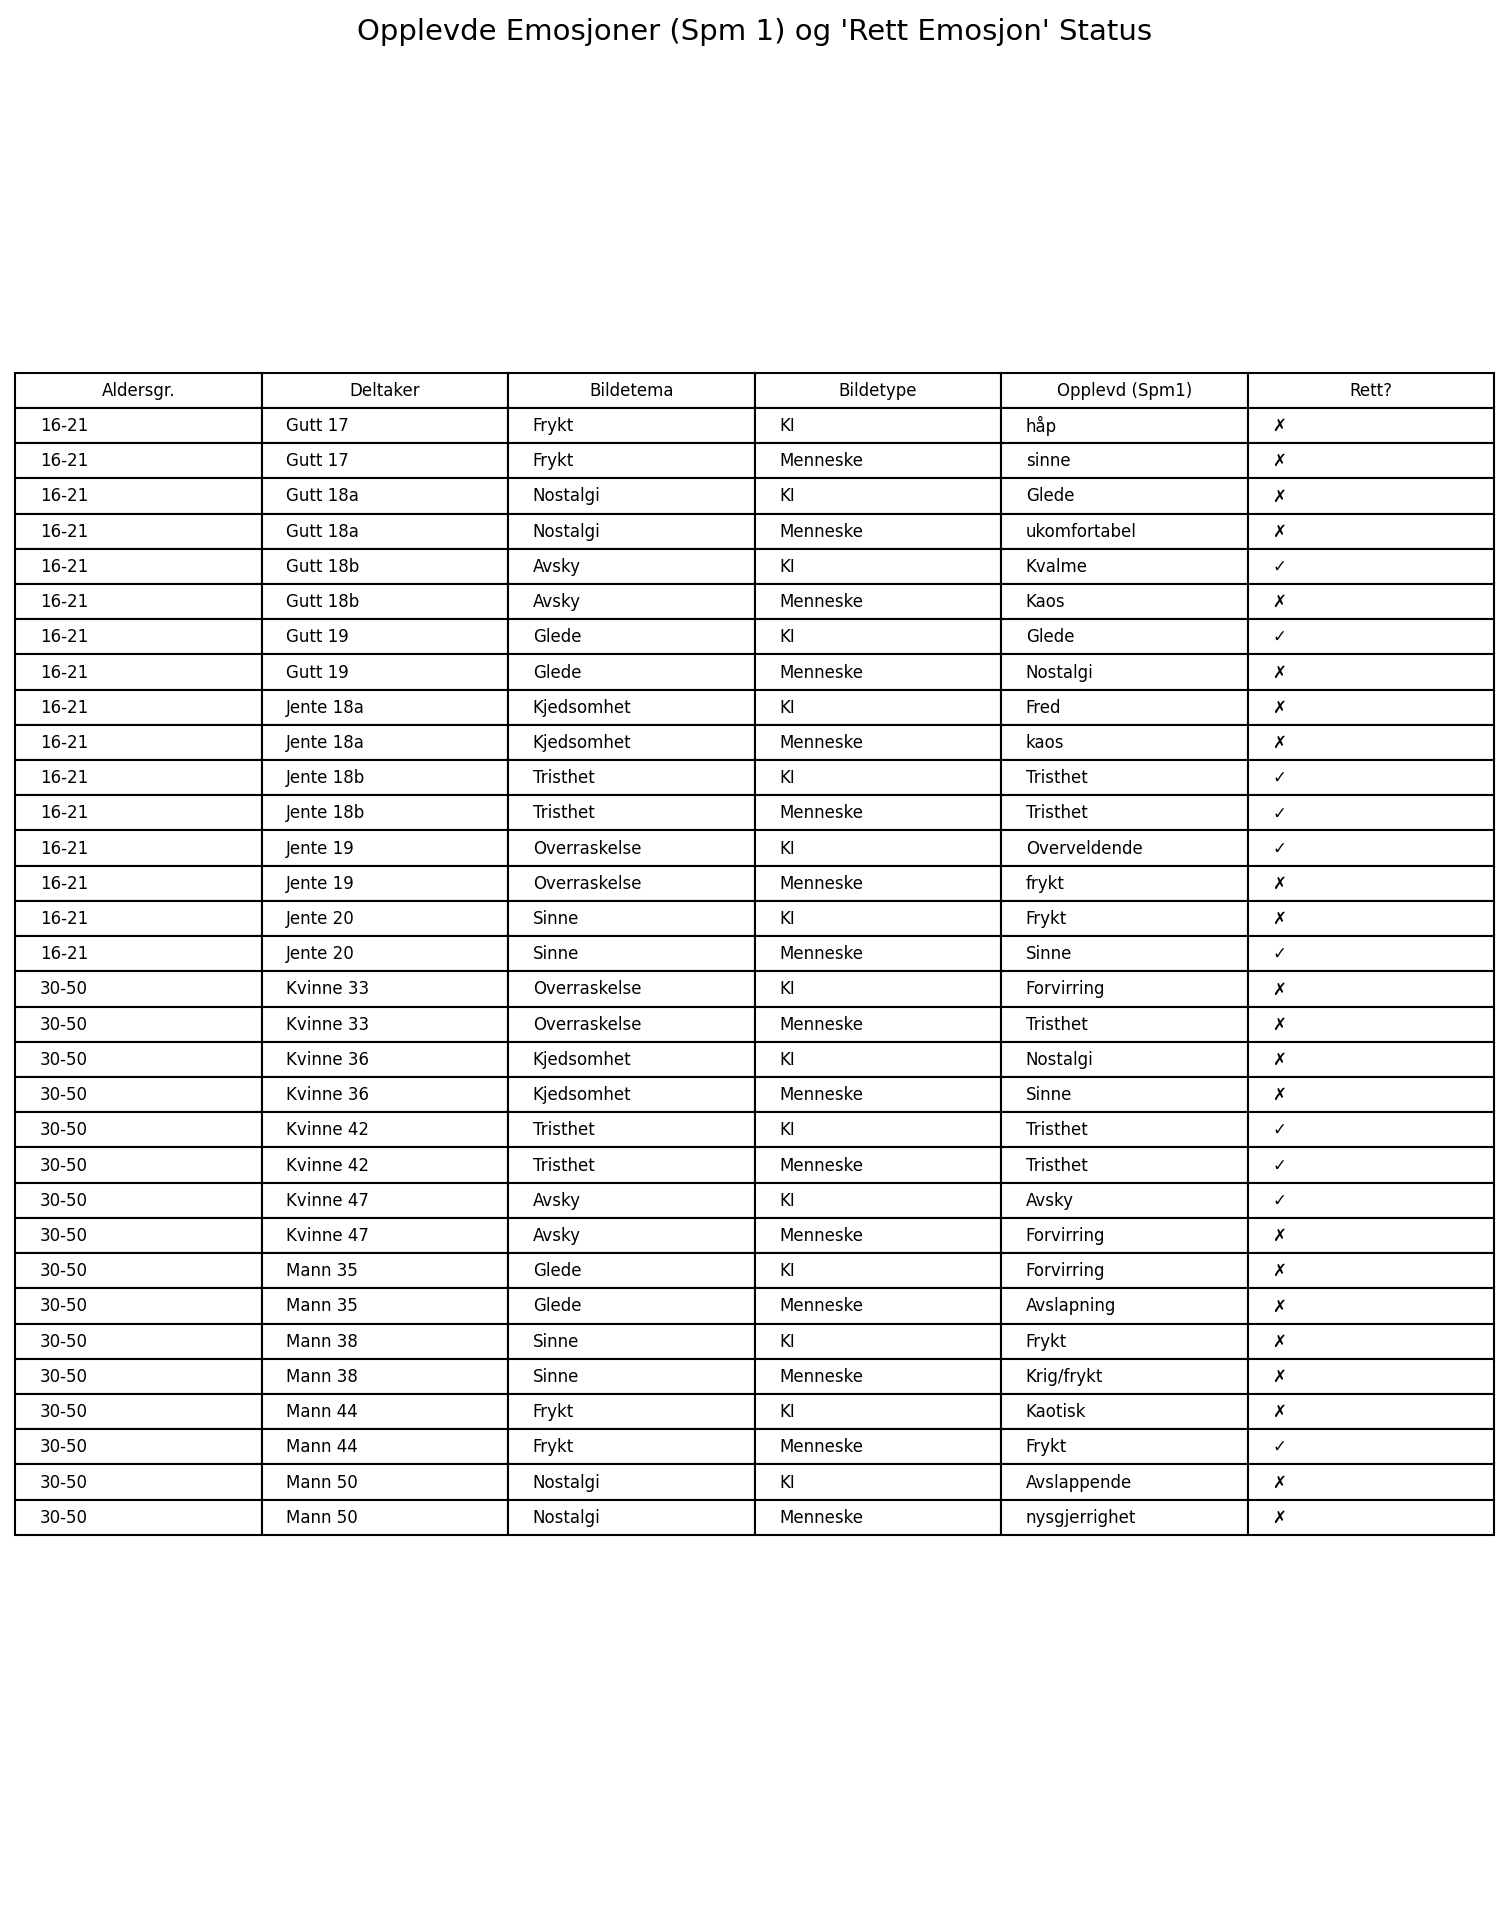 Opplevde Emosjoner (Spm 1) og 'Rett Emosjon' Status
Aldersgr. Deltaker Bildetema Bildetype Opplevd (Spm1) Rett?
16-21 Gutt 17 Frykt KI håp ✗
16-21 Gutt 17 Frykt Menneske sinne ✗
16-21 Gutt 18a Nostalgi KI Glede ✗
16-21 Gutt 18a Nostalgi Menneske ukomfortabel ✗
16-21 Gutt 18b Avsky KI Kvalme ✓
16-21 Gutt 18b Avsky Menneske Kaos ✗
16-21 Gutt 19 Glede KI Glede ✓
16-21 Gutt 19 Glede Menneske Nostalgi ✗
16-21 Jente 18a Kjedsomhet KI Fred ✗
16-21 Jente 18a Kjedsomhet Menneske kaos ✗
16-21 Jente 18b Tristhet KI Tristhet ✓
16-21 Jente 18b Tristhet Menneske Tristhet ✓
16-21 Jente 19 Overraskelse KI Overveldende ✓
16-21 Jente 19 Overraskelse Menneske frykt ✗
16-21 Jente 20 Sinne KI Frykt ✗
16-21 Jente 20 Sinne Menneske Sinne ✓
30-50 Kvinne 33 Overraskelse KI Forvirring ✗
30-50 Kvinne 33 Overraskelse Menneske Tristhet ✗
30-50 Kvinne 36 Kjedsomhet KI Nostalgi ✗
30-50 Kvinne 36 Kjedsomhet Menneske Sinne ✗
30-50 Kvinne 42 Tristhet KI Tristhet ✓
30-50 Kvinne 42 Tristhet Menneske Tristhet ✓
30-50 Kvinne 47 Avsky KI Avsky ✓
30-50 Kvinne 47 Avsky Menneske Forvirring ✗
30-50 Mann 35 Glede KI Forvirring ✗
30-50 Mann 35 Glede Menneske Avslapning ✗
30-50 Mann 38 Sinne KI Frykt ✗
30-50 Mann 38 Sinne Menneske Krig/frykt ✗
30-50 Mann 44 Frykt KI Kaotisk ✗
30-50 Mann 44 Frykt Menneske Frykt ✓
30-50 Mann 50 Nostalgi KI Avslappende ✗
30-50 Mann 50 Nostalgi Menneske nysgjerrighet ✗